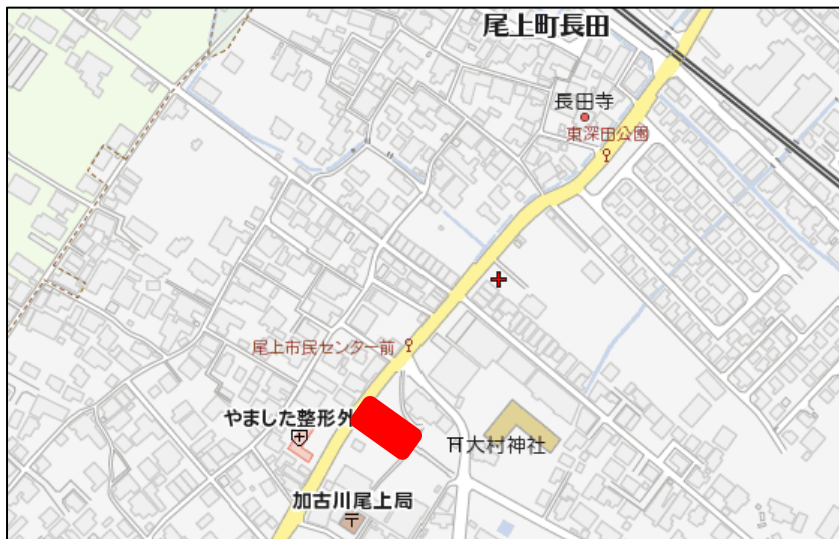 尾上町長田
長田寺
東深田公園
尾上市民センター前
やました整形外
大村神社
加古川尾上局